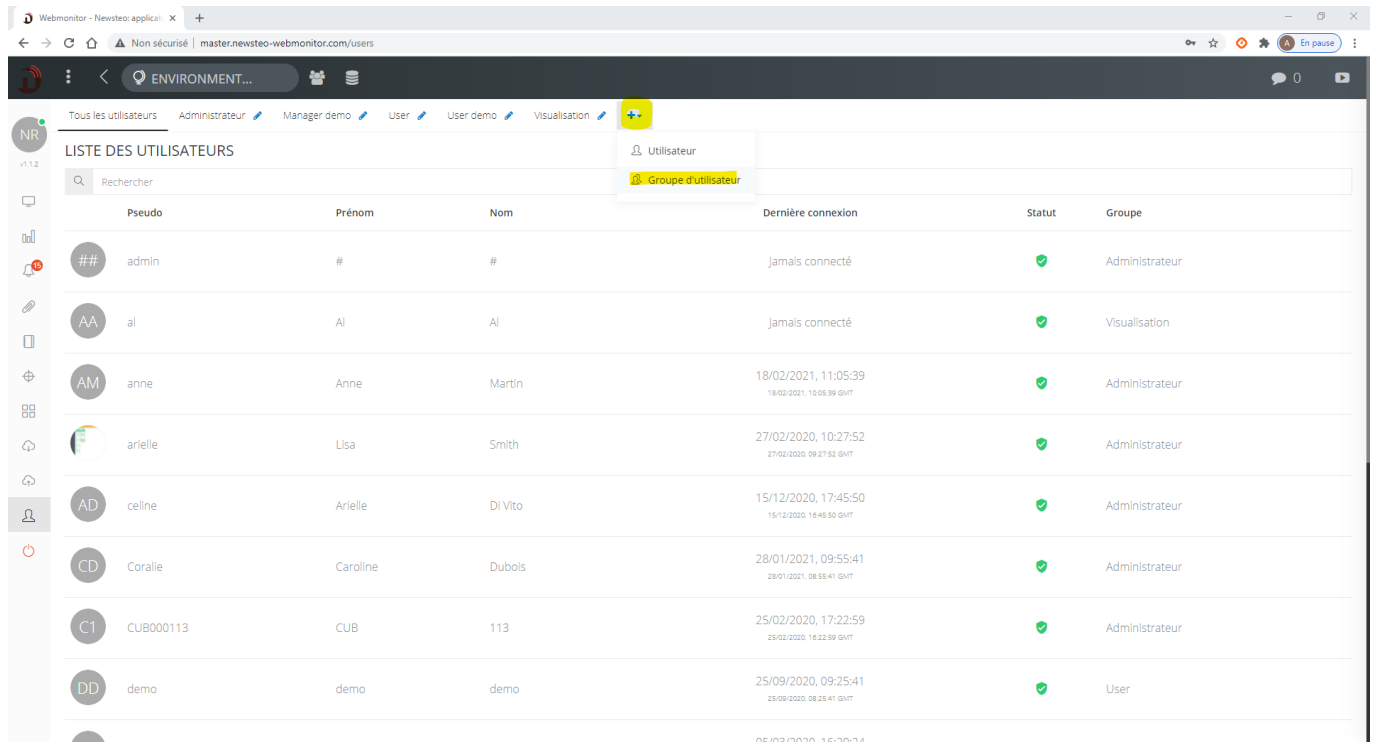 Webmonitor - Newsteo: applicati
Non sécurisé | master.newsteo-webmonitor.com/users
A En pause
ENVIRONMENT...
0
NR
v1.1.2
15
Tous les utilisateurs Administrateur Manager demo User User demo Visualisation
LISTE DES UTILISATEURS
Utilisateur
Rechercher
Groupe d'utilisateur
Pseudo Prénom Nom Dernière connexion Statut Groupe
## admin # # Jamais connecté Administrateur
AA al Al Al Jamais connecté Visualisation
AM anne Anne Martin 18/02/2021, 11:05:39 Administrateur
18/02/2021, 10:05:39 GMT
arielle Lisa Smith 27/02/2020, 10:27:52 Administrateur
27/02/2020, 09:27:52 GMT
AD celine Arielle Di Vito 15/12/2020, 17:45:50 Administrateur
15/12/2020, 16:45:50 GMT
CD Coralie Caroline Dubois 28/01/2021, 09:55:41 Administrateur
28/01/2021, 08:55:41 GMT
C1 CUB000113 CUB 113 25/02/2020, 17:22:59 Administrateur
25/02/2020, 16:22:59 GMT
DD demo demo demo 25/09/2020, 09:25:41 User
25/09/2020, 08:25:41 GMT